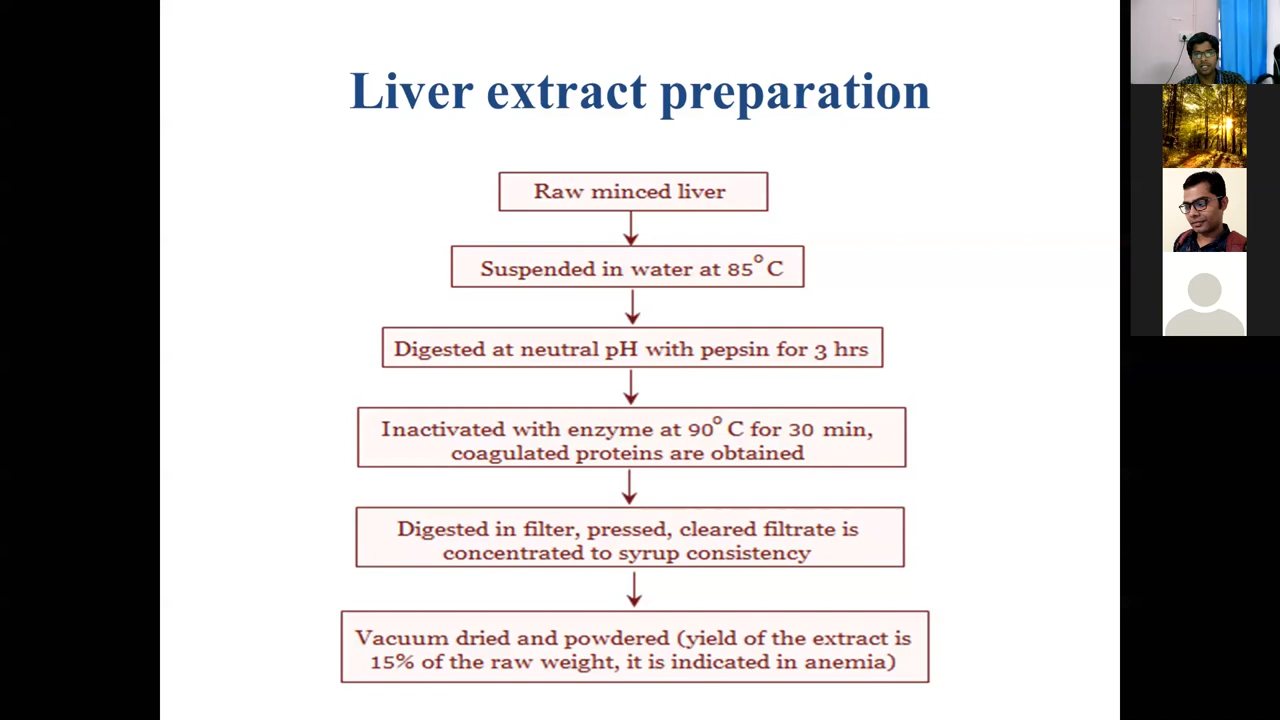 Liver extract preparation
Raw minced liver
Suspended in water at 85°C
Digested at neutral pH with pepsin for 3 hrs
Inactivated with enzyme at 90°C for 30 min,
coagulated proteins are obtained
Digested in filter, pressed, cleared filtrate is
concentrated to syrup consistency
Vacuum dried and powdered (yield of the extract is
15% of the raw weight, it is indicated in anemia)